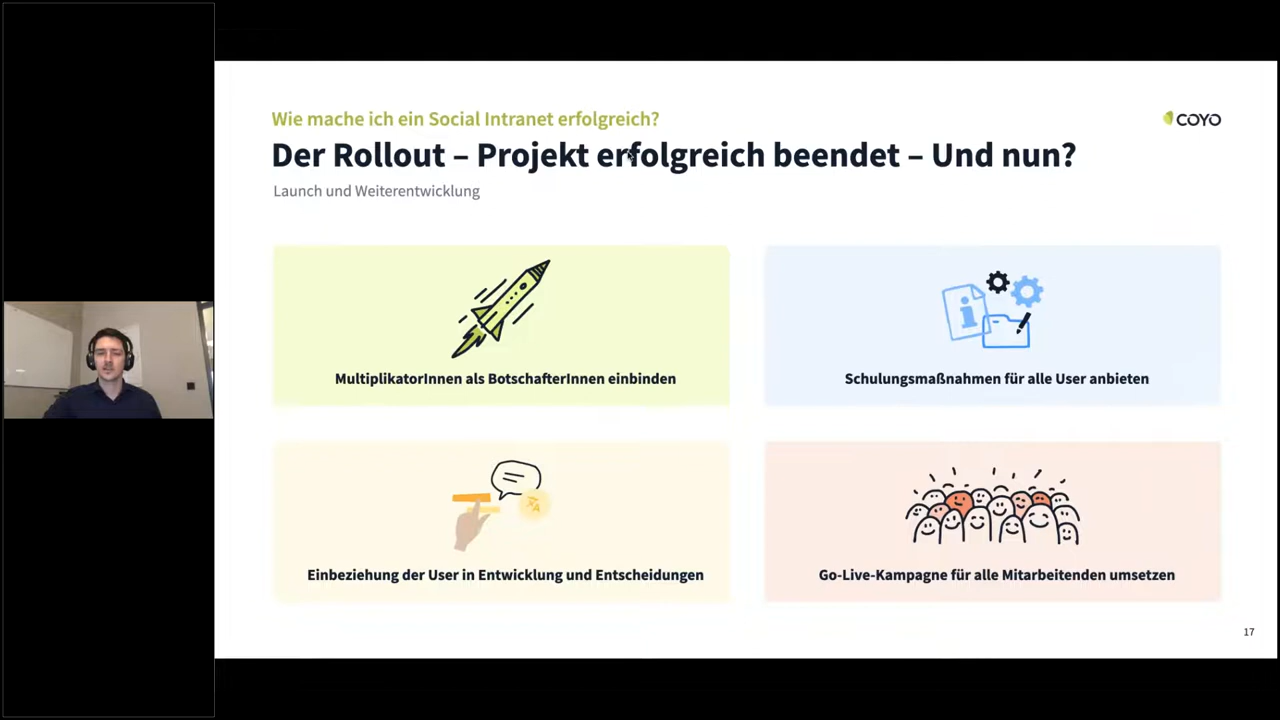 Wie mache ich ein Social Intranet erfolgreich?
COYO
Der Rollout – Projekt erfolgreich beendet – Und nun?
Launch und Weiterentwicklung
MultiplikatorInnen als BotschafterInnen einbinden
Schulungsmaßnahmen für alle User anbieten
Einbeziehung der User in Entwicklung und Entscheidungen
Go-Live-Kampagne für alle Mitarbeitenden umsetzen
17